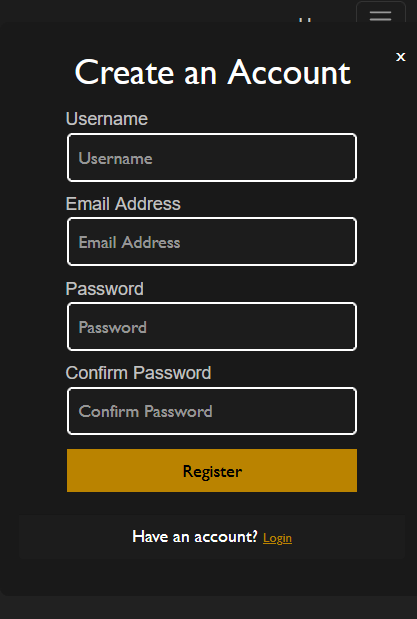 x
Create an Account
Username
Username
Email Address
Email Address
Password
Password
Confirm Password
Confirm Password
Register
Have an account? Login